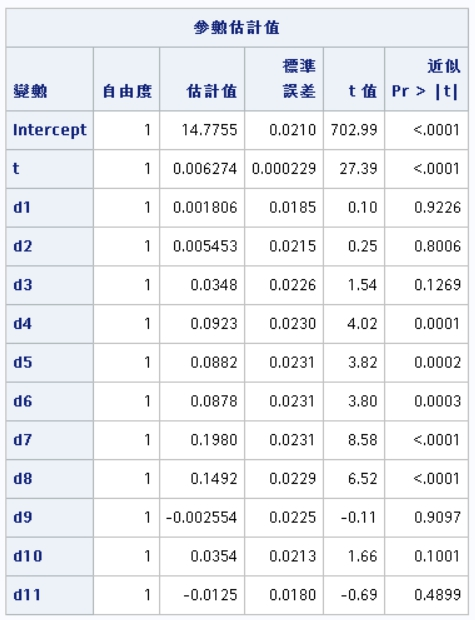 參數估計值
變數 自由度 估計值 標準誤差 t 值 近似 Pr > |t|
Intercept 1 14.7755 0.0210 702.99 <.0001
t 1 0.006274 0.000229 27.39 <.0001
d1 1 0.001806 0.0185 0.10 0.9226
d2 1 0.005453 0.0215 0.25 0.8006
d3 1 0.0348 0.0226 1.54 0.1269
d4 1 0.0923 0.0230 4.02 0.0001
d5 1 0.0882 0.0231 3.82 0.0002
d6 1 0.0878 0.0231 3.80 0.0003
d7 1 0.1980 0.0231 8.58 <.0001
d8 1 0.1492 0.0229 6.52 <.0001
d9 1 -0.002554 0.0225 -0.11 0.9097
d10 1 0.0354 0.0213 1.66 0.1001
d11 1 -0.0125 0.0180 -0.69 0.4899